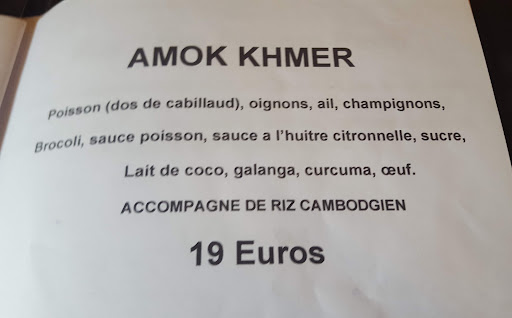 AMOK KHMER
Poisson (dos de cabillaud), oignons, ail, champignons,
Brocoli, sauce poisson, sauce a l'huitre citronnelle, sucre,
Lait de coco, galanga, curcuma, œuf.
ACCOMPAGNE DE RIZ CAMBODGIEN
19 Euros